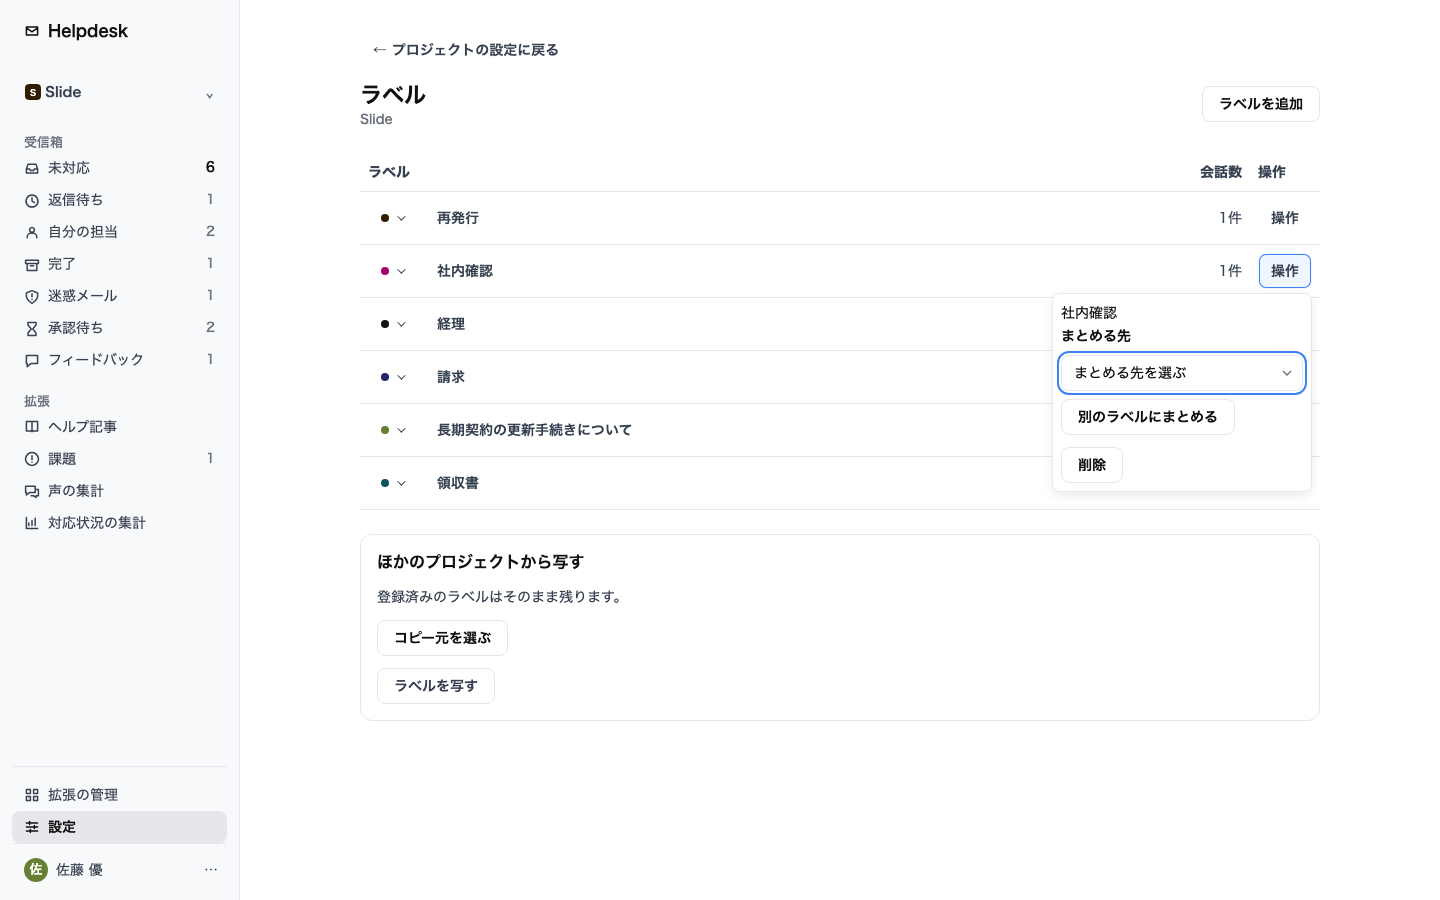 Helpdesk
S Slide
受信箱
未対応 6
返信待ち 1
自分の担当 2
完了 1
迷惑メール 1
承認待ち 2
フィードバック 1
拡張
ヘルプ記事
課題 1
声の集計
対応状況の集計
拡張の管理
設定
佐 佐藤 優 …
← プロジェクトの設定に戻る
ラベル
Slide
ラベルを追加
ラベル 会話数 操作
再発行 1件 操作
社内確認 1件 操作
経理
請求
長期契約の更新手続きについて
領収書
社内確認
まとめる先
まとめる先を選ぶ
別のラベルにまとめる
削除
ほかのプロジェクトから写す
登録済みのラベルはそのまま残ります。
コピー元を選ぶ
ラベルを写す